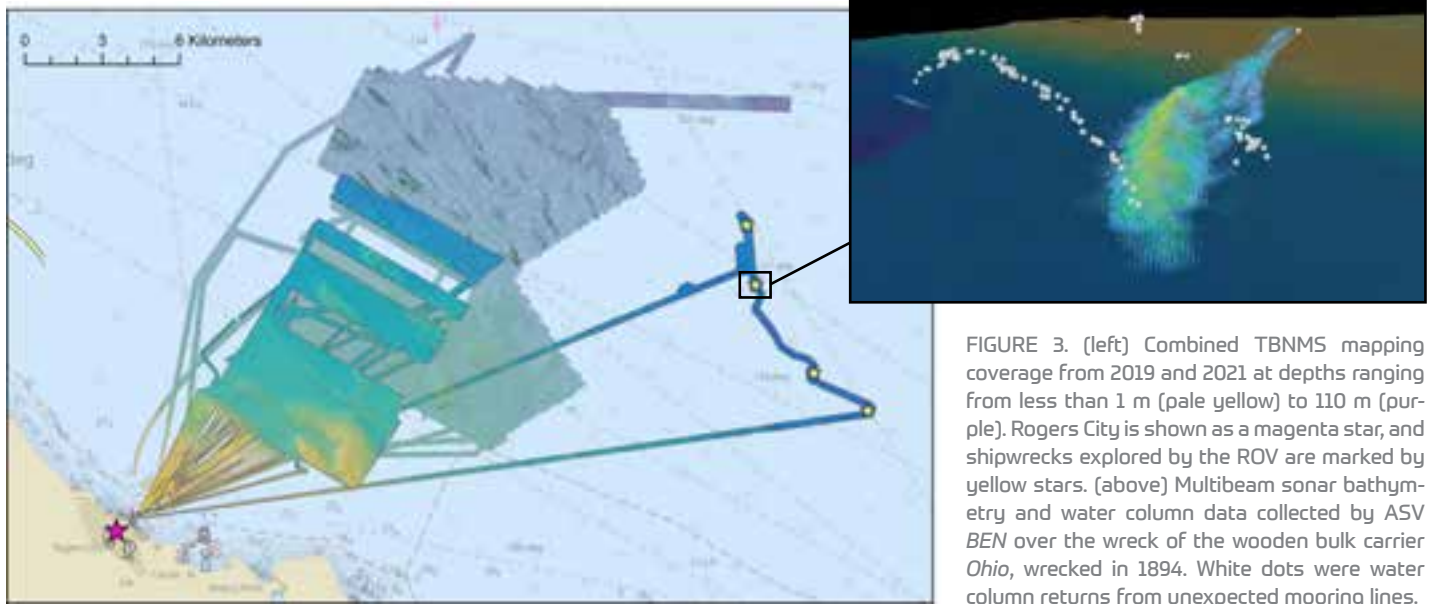 0 3 6 Kilometers
FIGURE 3. (left) Combined TBNMS mapping
coverage from 2019 and 2021 at depths ranging
from less than 1 m (pale yellow) to 110 m (pur-
ple). Rogers City is shown as a magenta star, and
shipwrecks explored by the ROV are marked by
yellow stars. (above) Multibeam sonar bathym-
etry and water column data collected by ASV
BEN over the wreck of the wooden bulk carrier
Ohio, wrecked in 1894. White dots were water
column returns from unexpected mooring lines.